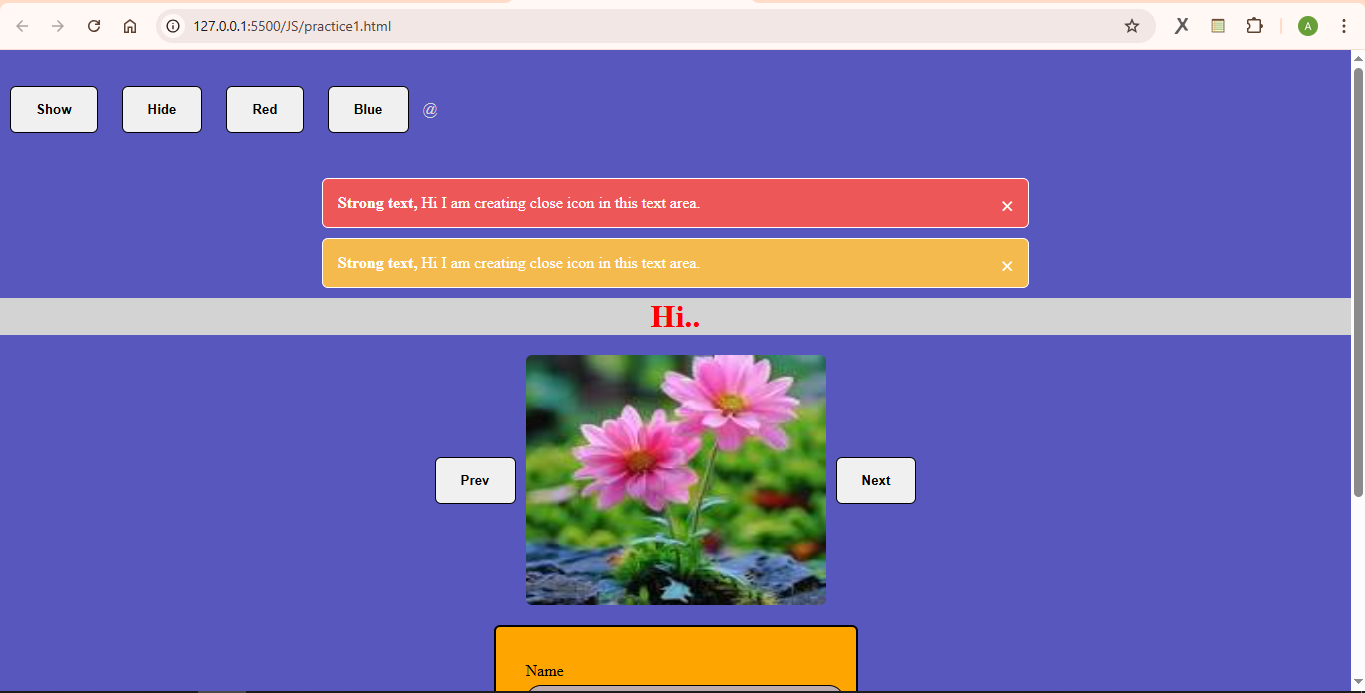 127.0.0.1:5500/JS/practice1.html
A
Show Hide Red Blue @
Strong text, Hi I am creating close icon in this text area. ×
Strong text, Hi I am creating close icon in this text area. ×
Hi..
Prev Next
Name